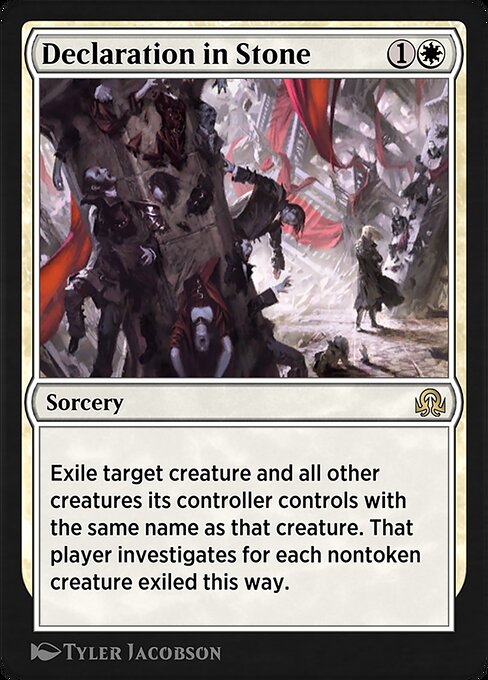 Declaration in Stone 1
Sorcery
Exile target creature and all other
creatures its controller controls with
the same name as that creature. That
player investigates for each nontoken
creature exiled this way.
Tyler Jacobson